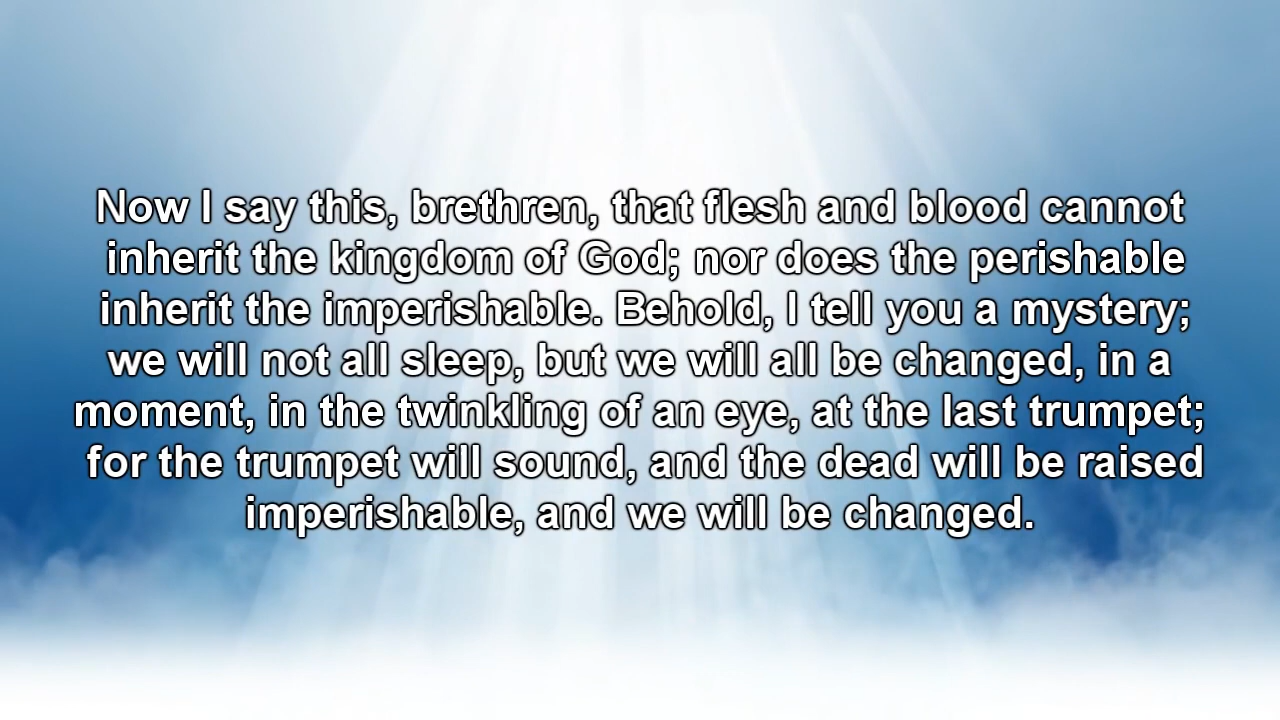 Now I say this, brethren, that flesh and blood cannot
inherit the kingdom of God; nor does the perishable
inherit the imperishable. Behold, I tell you a mystery;
we will not all sleep, but we will all be changed, in a
moment, in the twinkling of an eye, at the last trumpet;
for the trumpet will sound, and the dead will be raised
imperishable, and we will be changed.